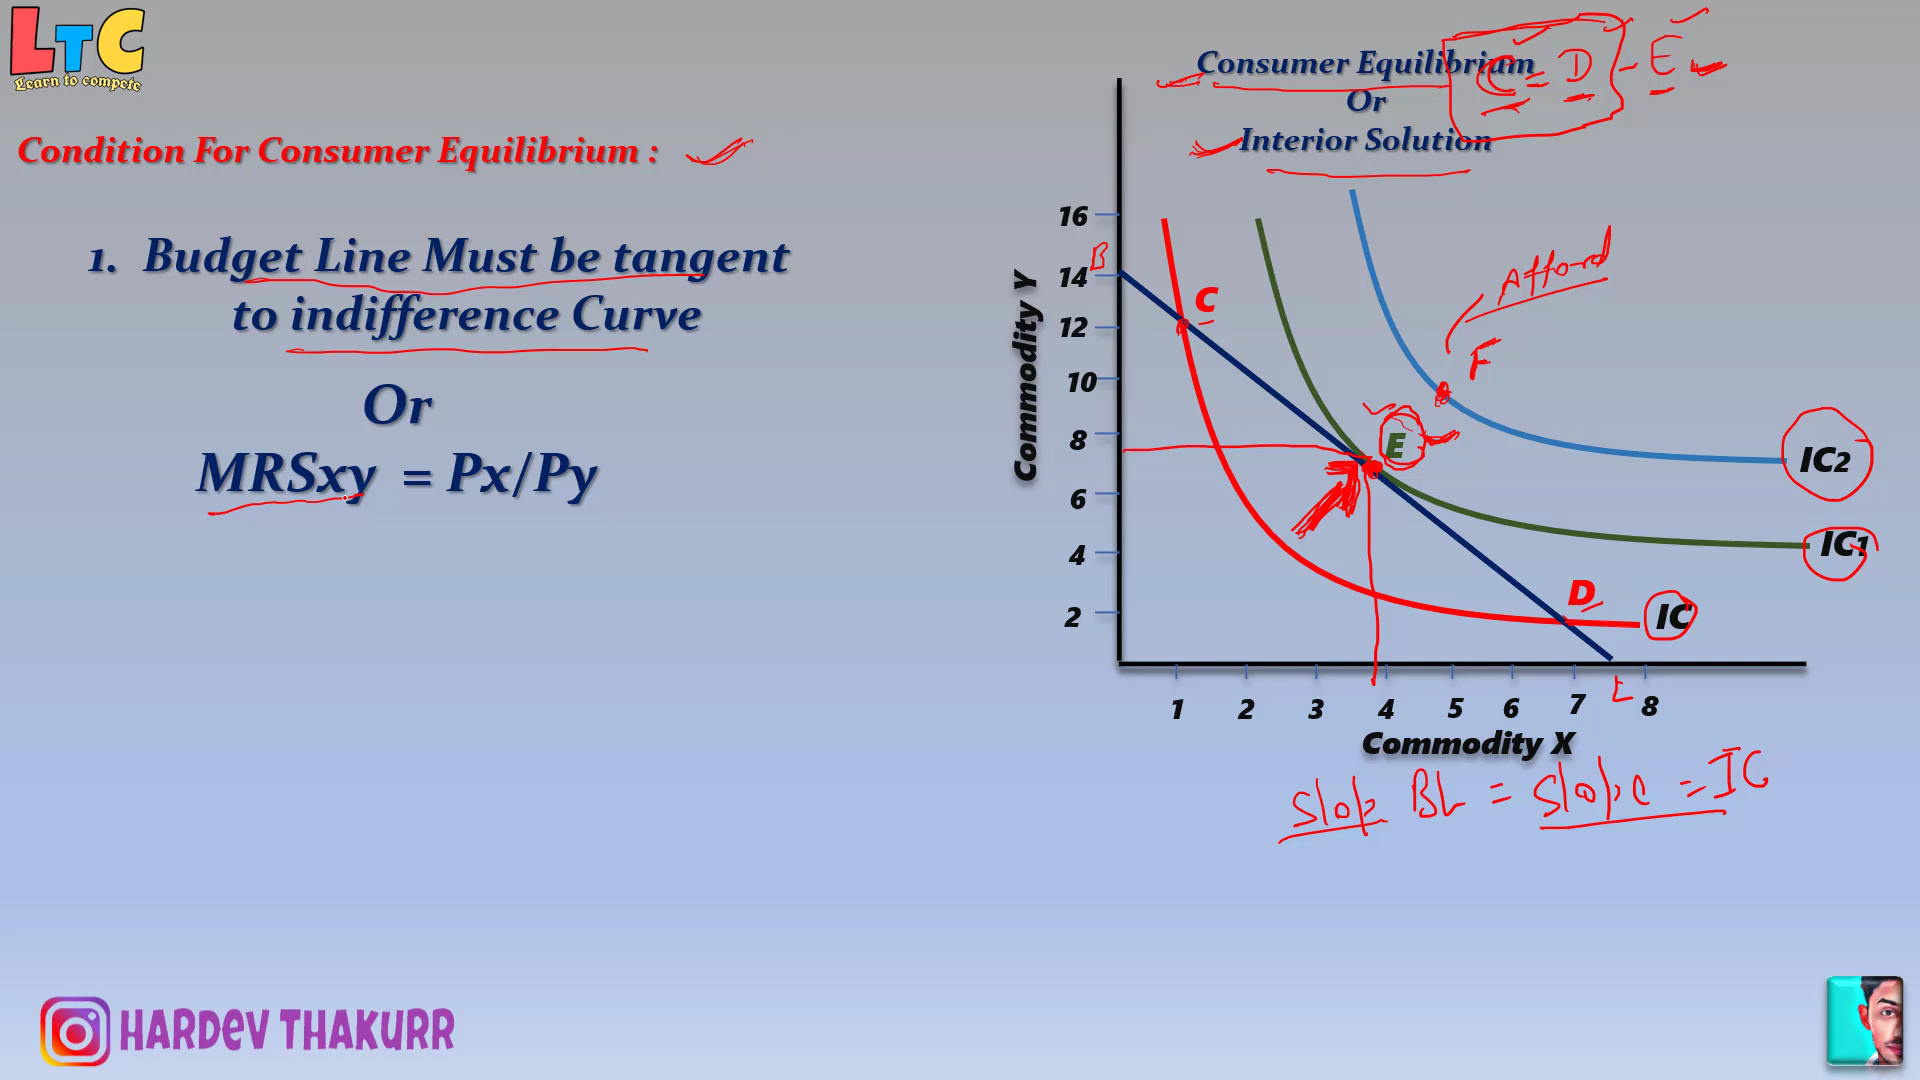 LTC
Learn to compete
Condition For Consumer Equilibrium :
1. Budget Line Must be tangent
to indifference Curve
Or
MRSxy = Px/Py
Consumer Equilibrium
Or
Interior Solution
C = D - E
Commodity Y
16
14
12
10
8
6
4
2
B
C
Afford
F
E
D
IC2
IC1
IC
1 2 3 4 5 6 7 8
L
Commodity X
Slop BL = Slope = IC
HARDEV THAKURR